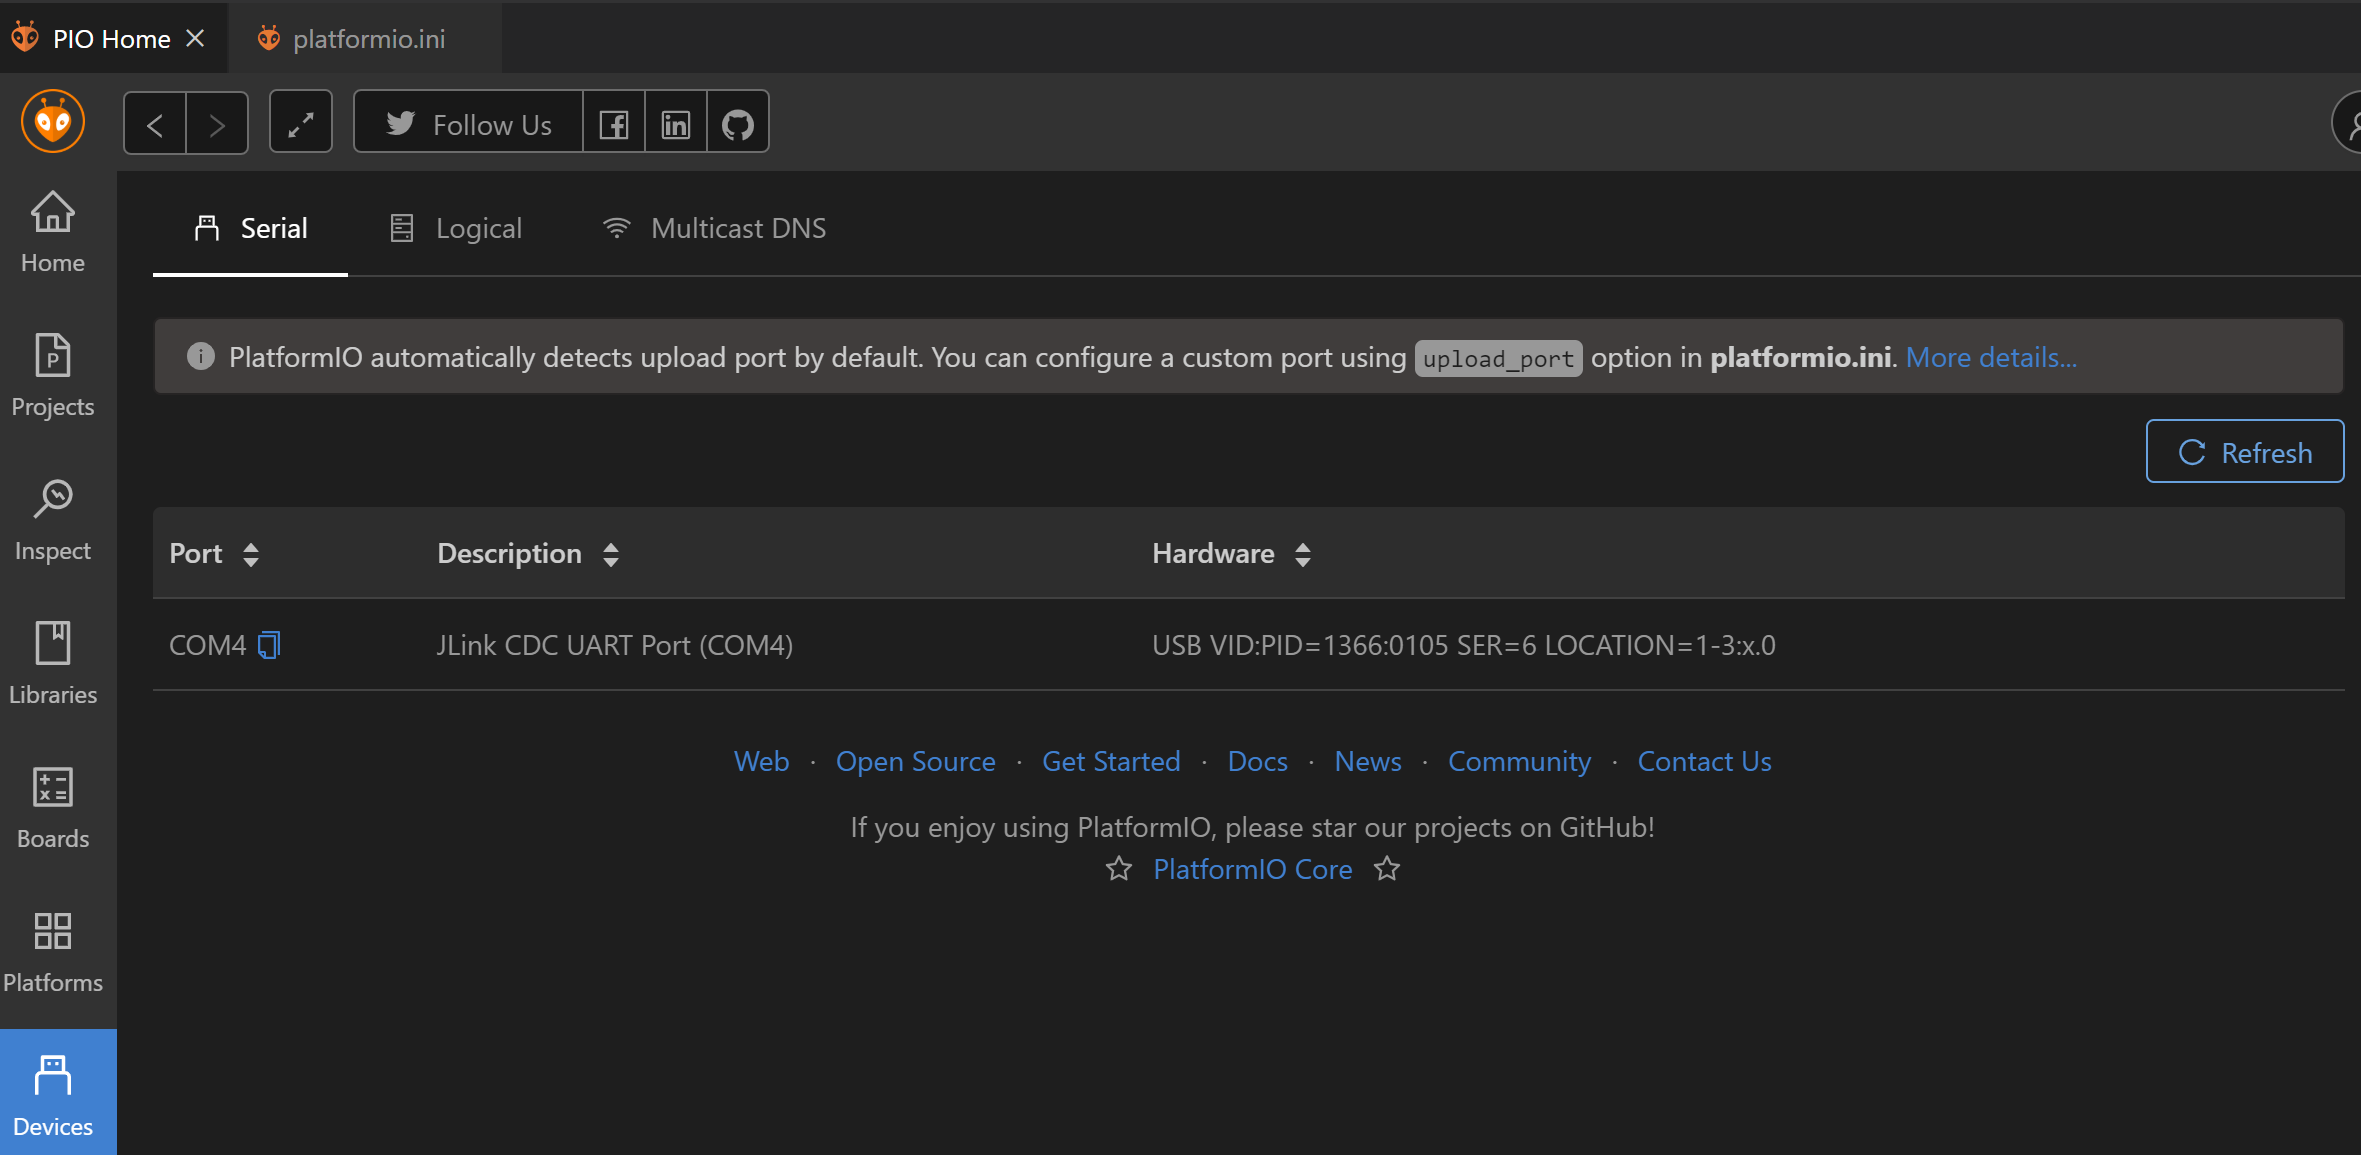 PIO Home
platformio.ini
Follow Us
Home
Projects
Inspect
Libraries
Boards
Platforms
Devices
Serial
Logical
Multicast DNS
PlatformIO automatically detects upload port by default. You can configure a custom port using upload_port option in platformio.ini. More details...
Refresh
Port Description Hardware
COM4 JLink CDC UART Port (COM4) USB VID:PID=1366:0105 SER=6 LOCATION=1-3:x.0
Web · Open Source · Get Started · Docs · News · Community · Contact Us
If you enjoy using PlatformIO, please star our projects on GitHub!
PlatformIO Core